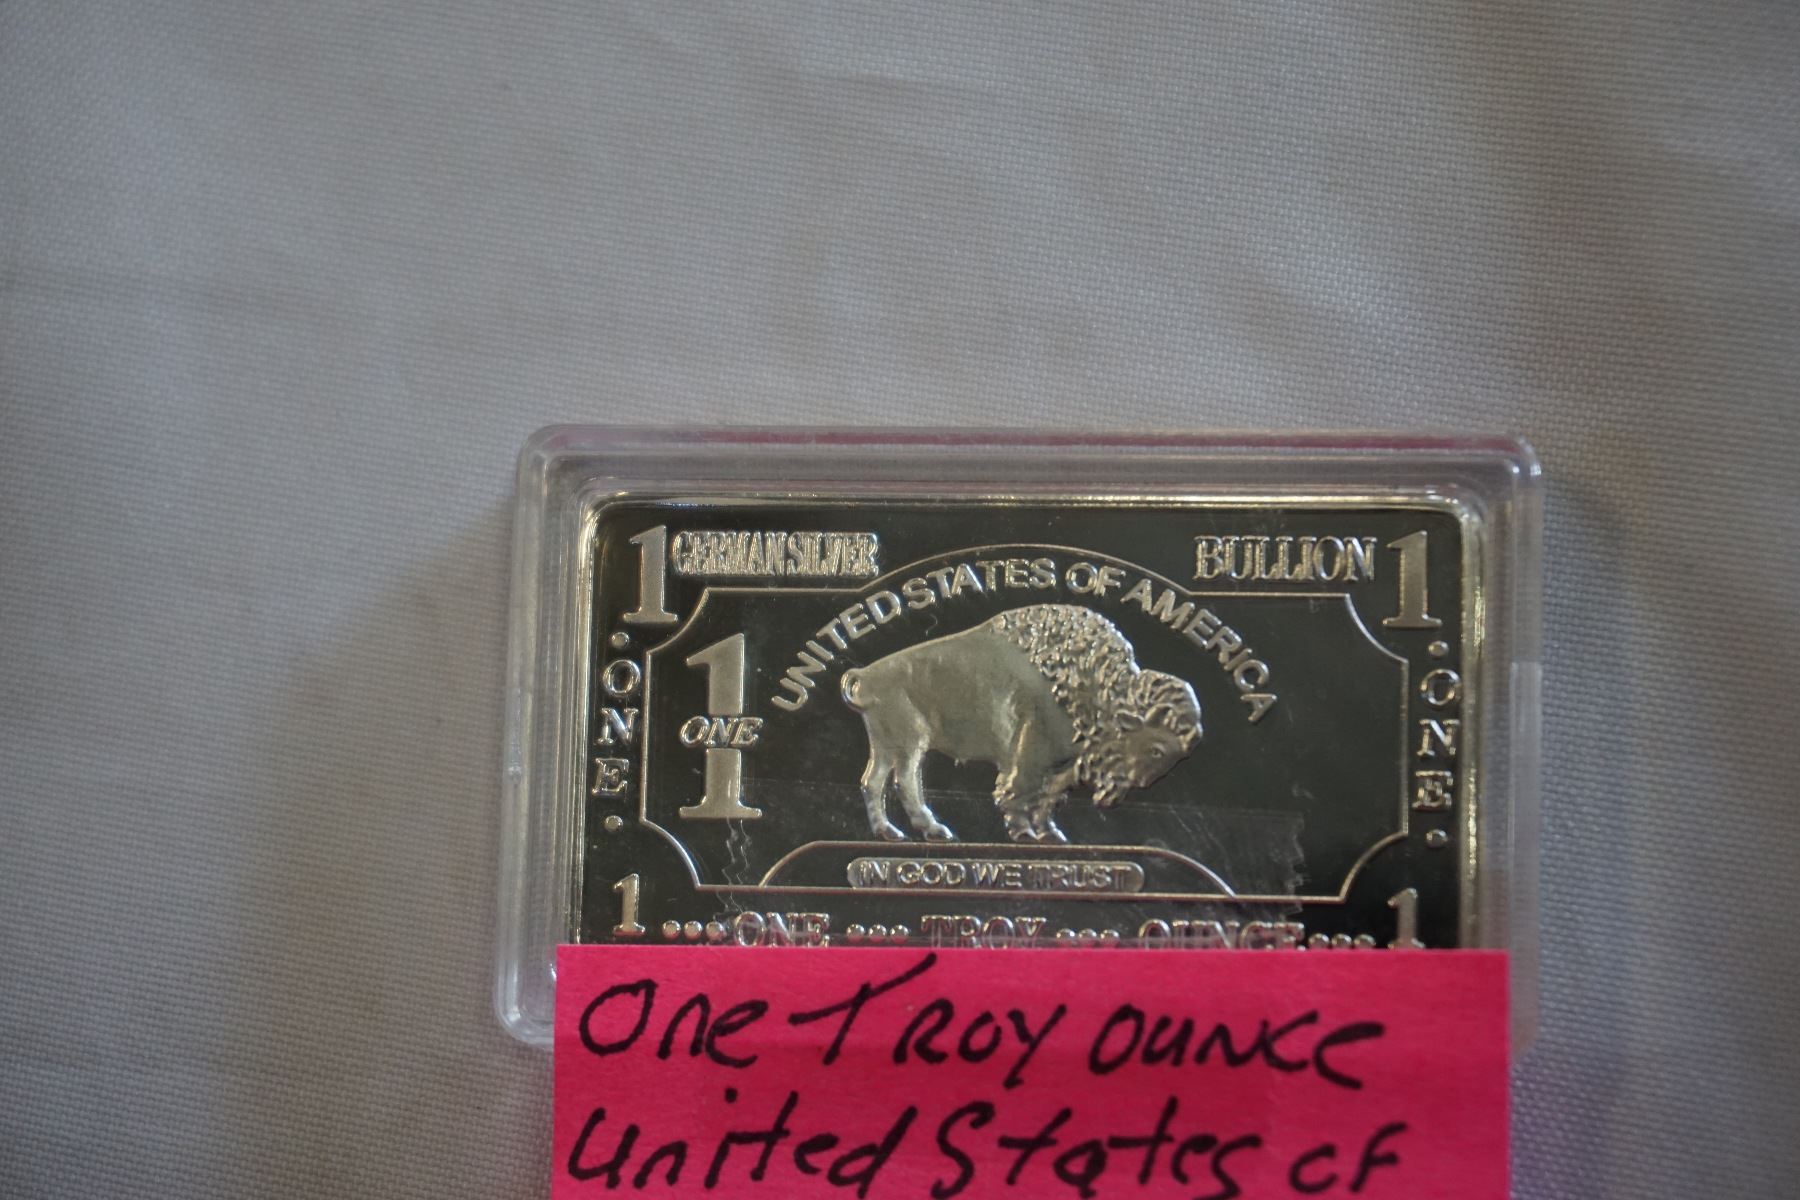 1 GERMAN SILVER BULLION 1
UNITED STATES OF AMERICA
· ONE ·
1
ONE
· ONE ·
IN GOD WE TRUST
1 ••• ONE ••• TROY ••• OUNCE •••• 1
One Troy ounce
United States of